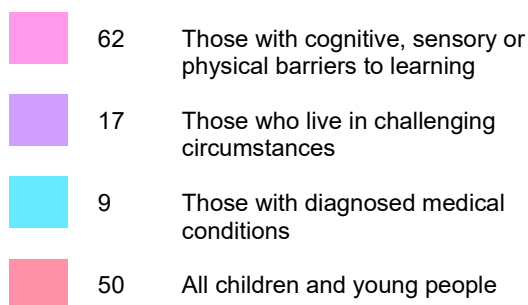 62 Those with cognitive, sensory or
physical barriers to learning
17 Those who live in challenging
circumstances
9 Those with diagnosed medical
conditions
50 All children and young people